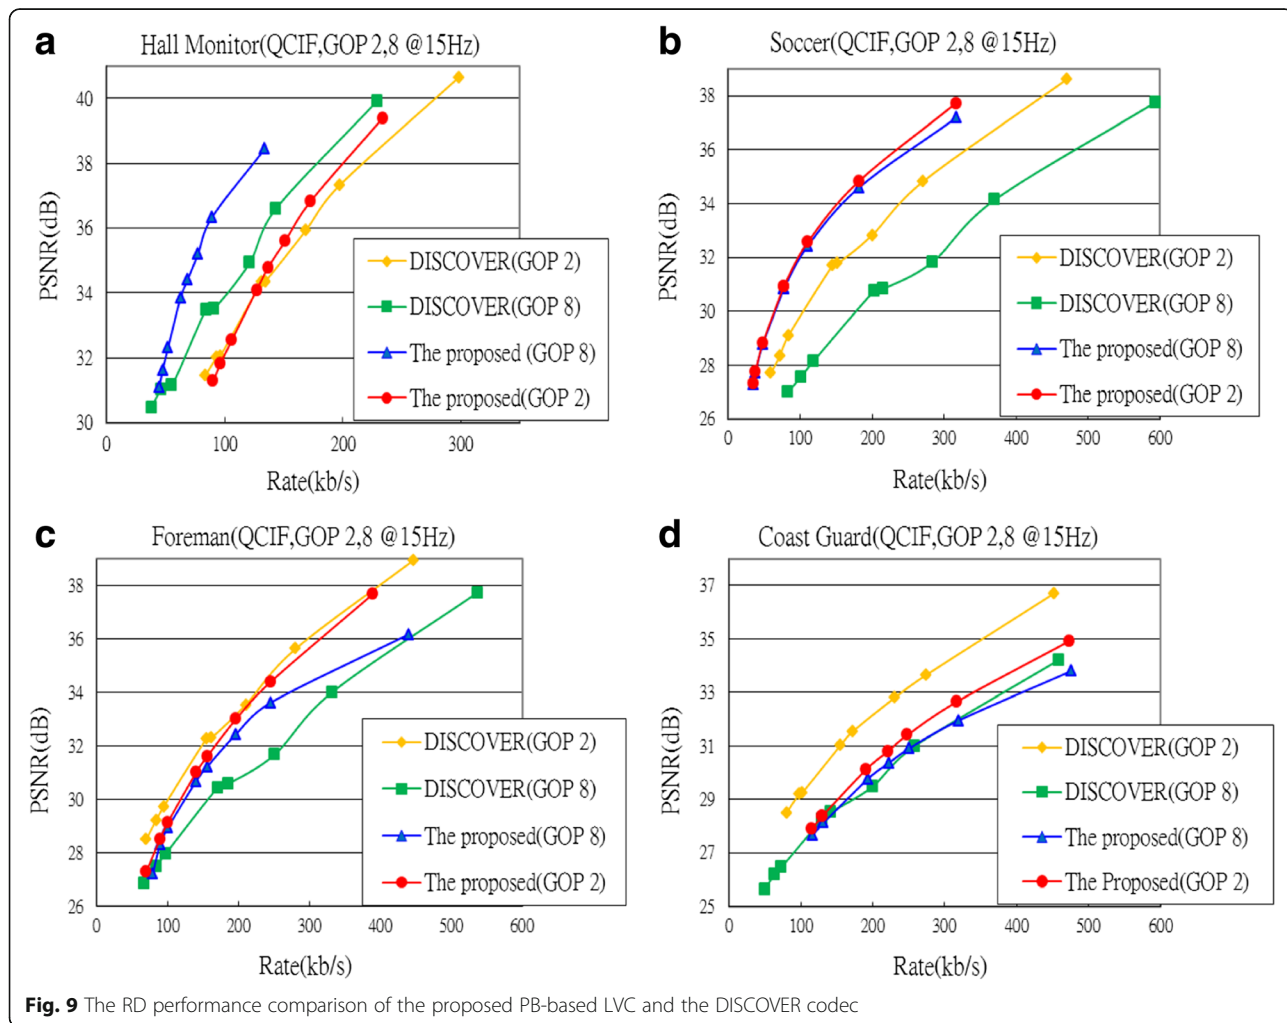 a
Hall Monitor(QCIF,GOP 2,8 @15Hz)
PSNR(dB)
40
38
36
34
32
30
0 100 200 300
Rate(kb/s)
DISCOVER(GOP 2)
DISCOVER(GOP 8)
The proposed (GOP 8)
The proposed(GOP 2)
b
Soccer(QCIF,GOP 2,8 @15Hz)
PSNR(dB)
38
36
34
32
30
28
26
0 100 200 300 400 500 600
Rate(kb/s)
DISCOVER(GOP 2)
DISCOVER(GOP 8)
The proposed(GOP 8)
The proposed(GOP 2)
c
Foreman(QCIF,GOP 2,8 @15Hz)
PSNR(dB)
38
36
34
32
30
28
26
0 100 200 300 400 500 600
Rate(kb/s)
DISCOVER(GOP 2)
DISCOVER(GOP 8)
The proposed(GOP 8)
The proposed(GOP 2)
d
Coast Guard(QCIF,GOP 2,8 @15Hz)
PSNR(dB)
37
35
33
31
29
27
25
0 100 200 300 400 500 600
Rate(kb/s)
DISCOVER(GOP 2)
DISCOVER(GOP 8)
The proposed(GOP 8)
The Proposed(GOP 2)
Fig. 9 The RD performance comparison of the proposed PB-based LVC and the DISCOVER codec